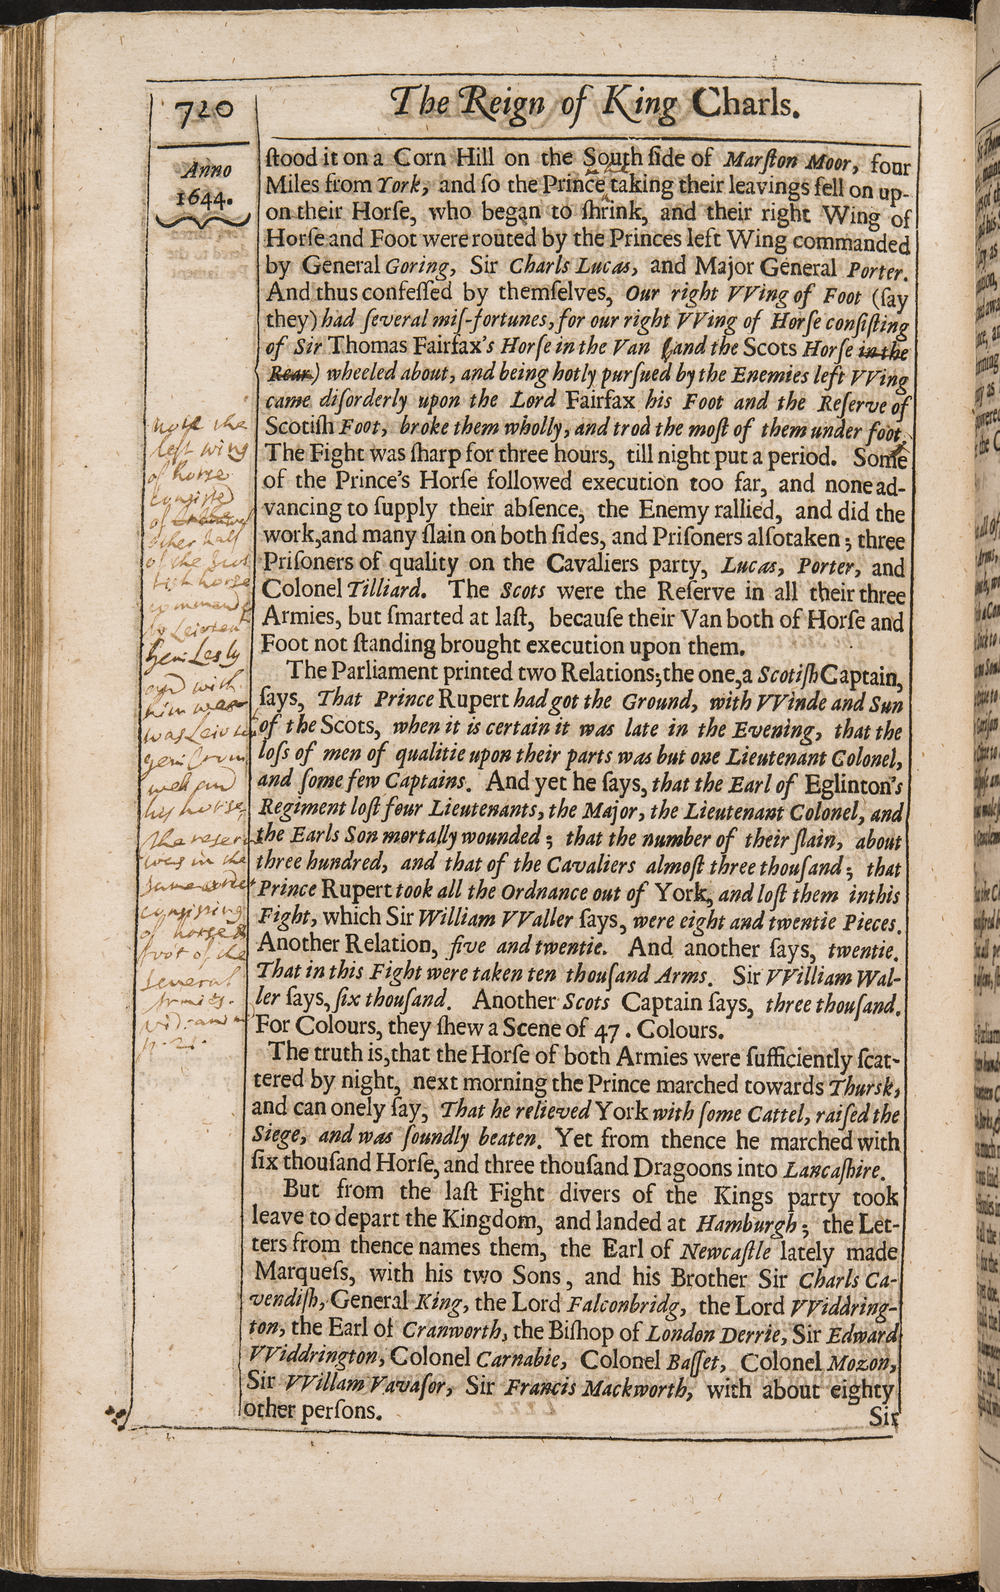 720
The Reign of King Charls.
Anno
1644.
ſtood it on a Corn Hill on the South ſide of Marſton Moor, four
Miles from York, and ſo the Prince taking their leavings fell on up-
on their Horſe, who began to ſhrink, and their right Wing of
Horſe and Foot were routed by the Princes left Wing commanded
by General Goring, Sir Charls Lucas, and Major General Porter.
And thus confeſſed by themſelves, Our right VVing of Foot (ſay
they) had ſeveral miſ-fortunes, for our right VVing of Horſe conſiſting
of Sir Thomas Fairfax's Horſe in the Van (and the Scots Horſe in the
Rear) wheeled about, and being hotly purſued by the Enemies left VVing
came diſorderly upon the Lord Fairfax his Foot and the Reſerve of
Scotiſh Foot, broke them wholly, and trod the moſt of them under foot.
The Fight was ſharp for three hours, till night put a period. Some
of the Prince's Horſe followed execution too far, and none ad-
vancing to ſupply their abſence, the Enemy rallied, and did the
work, and many ſlain on both ſides, and Priſoners alſo taken; three
Priſoners of quality on the Cavaliers party, Lucas, Porter, and
Colonel Tilliard. The Scots were the Reſerve in all their three
Armies, but ſmarted at laſt, becauſe their Van both of Horſe and
Foot not ſtanding brought execution upon them.
The Parliament printed two Relations; the one, a Scotiſh Captain,
ſays, That Prince Rupert had got the Ground, with VVinde and Sun
of the Scots, when it is certain it was late in the Evening, that the
loſs of men of qualitie upon their parts was but one Lieutenant Colonel,
and ſome few Captains. And yet he ſays, that the Earl of Eglinton's
Regiment loſt four Lieutenants, the Major, the Lieutenant Colonel, and
the Earls Son mortally wounded; that the number of their ſlain, about
three hundred, and that of the Cavaliers almoſt three thouſand; that
Prince Rupert took all the Ordnance out of York, and loſt them in this
Fight, which Sir William VValler ſays, were eight and twentie Pieces.
Another Relation, five and twentie. And another ſays, twentie.
That in this Fight were taken ten thouſand Arms. Sir VVilliam Wal-
ler ſays, ſix thouſand. Another Scots Captain ſays, three thouſand.
For Colours, they ſhew a Scene of 47. Colours.
The truth is, that the Horſe of both Armies were ſufficiently ſcat-
tered by night, next morning the Prince marched towards Thursk,
and can onely ſay, That he relieved York with ſome Cattel, raiſed the
Siege, and was ſoundly beaten. Yet from thence he marched with
ſix thouſand Horſe, and three thouſand Dragoons into Lancaſhire.
But from the laſt Fight divers of the Kings party took
leave to depart the Kingdom, and landed at Hamburgh; the Let-
ters from thence names them, the Earl of Newcaſtle lately made
Marqueſs, with his two Sons, and his Brother Sir Charls Ca-
vendiſh, General King, the Lord Falconbridg, the Lord VViddring-
ton, the Earl of Cranworth, the Biſhop of London Derrie, Sir Edward
VViddrington, Colonel Carnabie, Colonel Baſſet, Colonel Mozon,
Sir VVillam Vavaſor, Sir Francis Mackworth, with about eighty
other perſons.
Sir
note the
left wing
of horse
consisted
of
other half
of the Scot
tish horse
commanded
by Leivten
gen: Lesly
and with
him was
was Leivten
gen: Crom
well and
his horse,
the reser
was in the
same order
consisting
of horse &
foot of the
several
Armies.
p. 21.